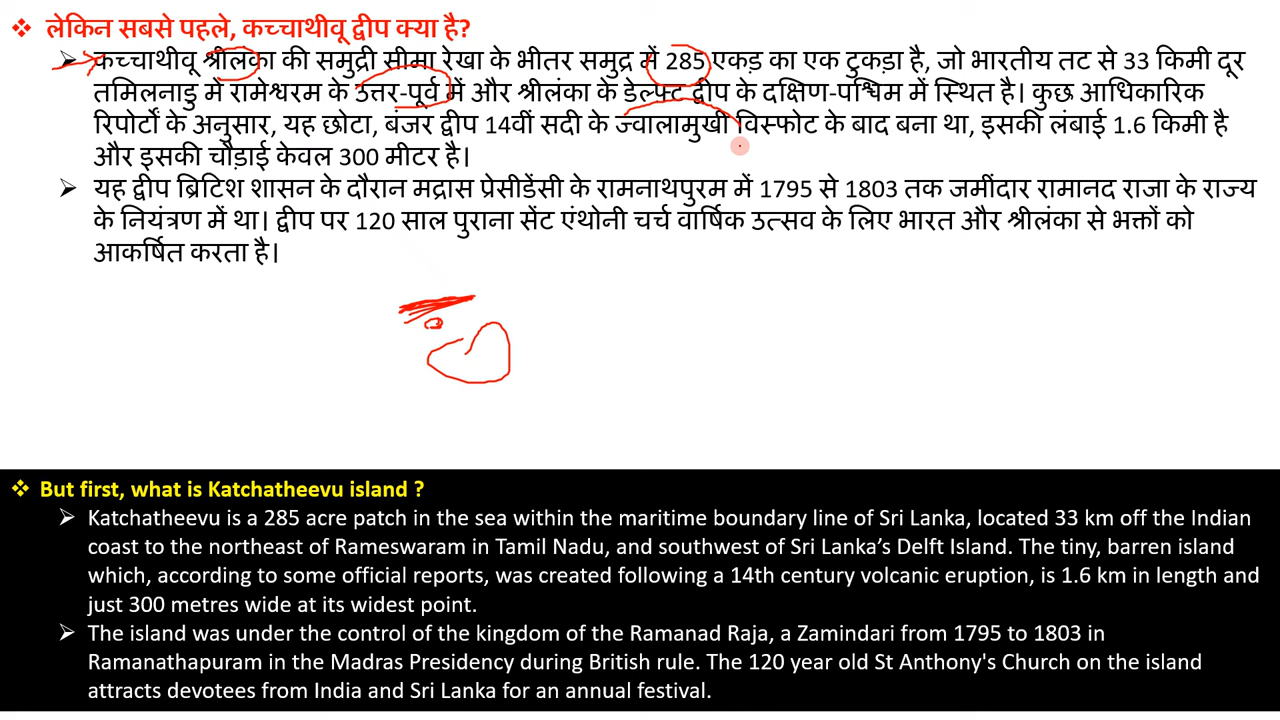 ❖ लेकिन सबसे पहले, कच्चाथीवू द्वीप क्या है?
➢ कच्चाथीवू श्रीलंका की समुद्री सीमा रेखा के भीतर समुद्र में 285 एकड़ का एक टुकड़ा है, जो भारतीय तट से 33 किमी दूर
तमिलनाडु में रामेश्वरम के उत्तर-पूर्व में और श्रीलंका के डेल्फ़्ट द्वीप के दक्षिण-पश्चिम में स्थित है। कुछ आधिकारिक
रिपोर्टों के अनुसार, यह छोटा, बंजर द्वीप 14वीं सदी के ज्वालामुखी विस्फोट के बाद बना था, इसकी लंबाई 1.6 किमी है
और इसकी चौड़ाई केवल 300 मीटर है।
➢ यह द्वीप ब्रिटिश शासन के दौरान मद्रास प्रेसीडेंसी के रामनाथपुरम में 1795 से 1803 तक जमींदार रामानद राजा के राज्य
के नियंत्रण में था। द्वीप पर 120 साल पुराना सेंट एंथोनी चर्च वार्षिक उत्सव के लिए भारत और श्रीलंका से भक्तों को
आकर्षित करता है।
❖ But first, what is Katchatheevu island ?
➢ Katchatheevu is a 285 acre patch in the sea within the maritime boundary line of Sri Lanka, located 33 km off the Indian
coast to the northeast of Rameswaram in Tamil Nadu, and southwest of Sri Lanka’s Delft Island. The tiny, barren island
which, according to some official reports, was created following a 14th century volcanic eruption, is 1.6 km in length and
just 300 metres wide at its widest point.
➢ The island was under the control of the kingdom of the Ramanad Raja, a Zamindari from 1795 to 1803 in
Ramanathapuram in the Madras Presidency during British rule. The 120 year old St Anthony's Church on the island
attracts devotees from India and Sri Lanka for an annual festival.